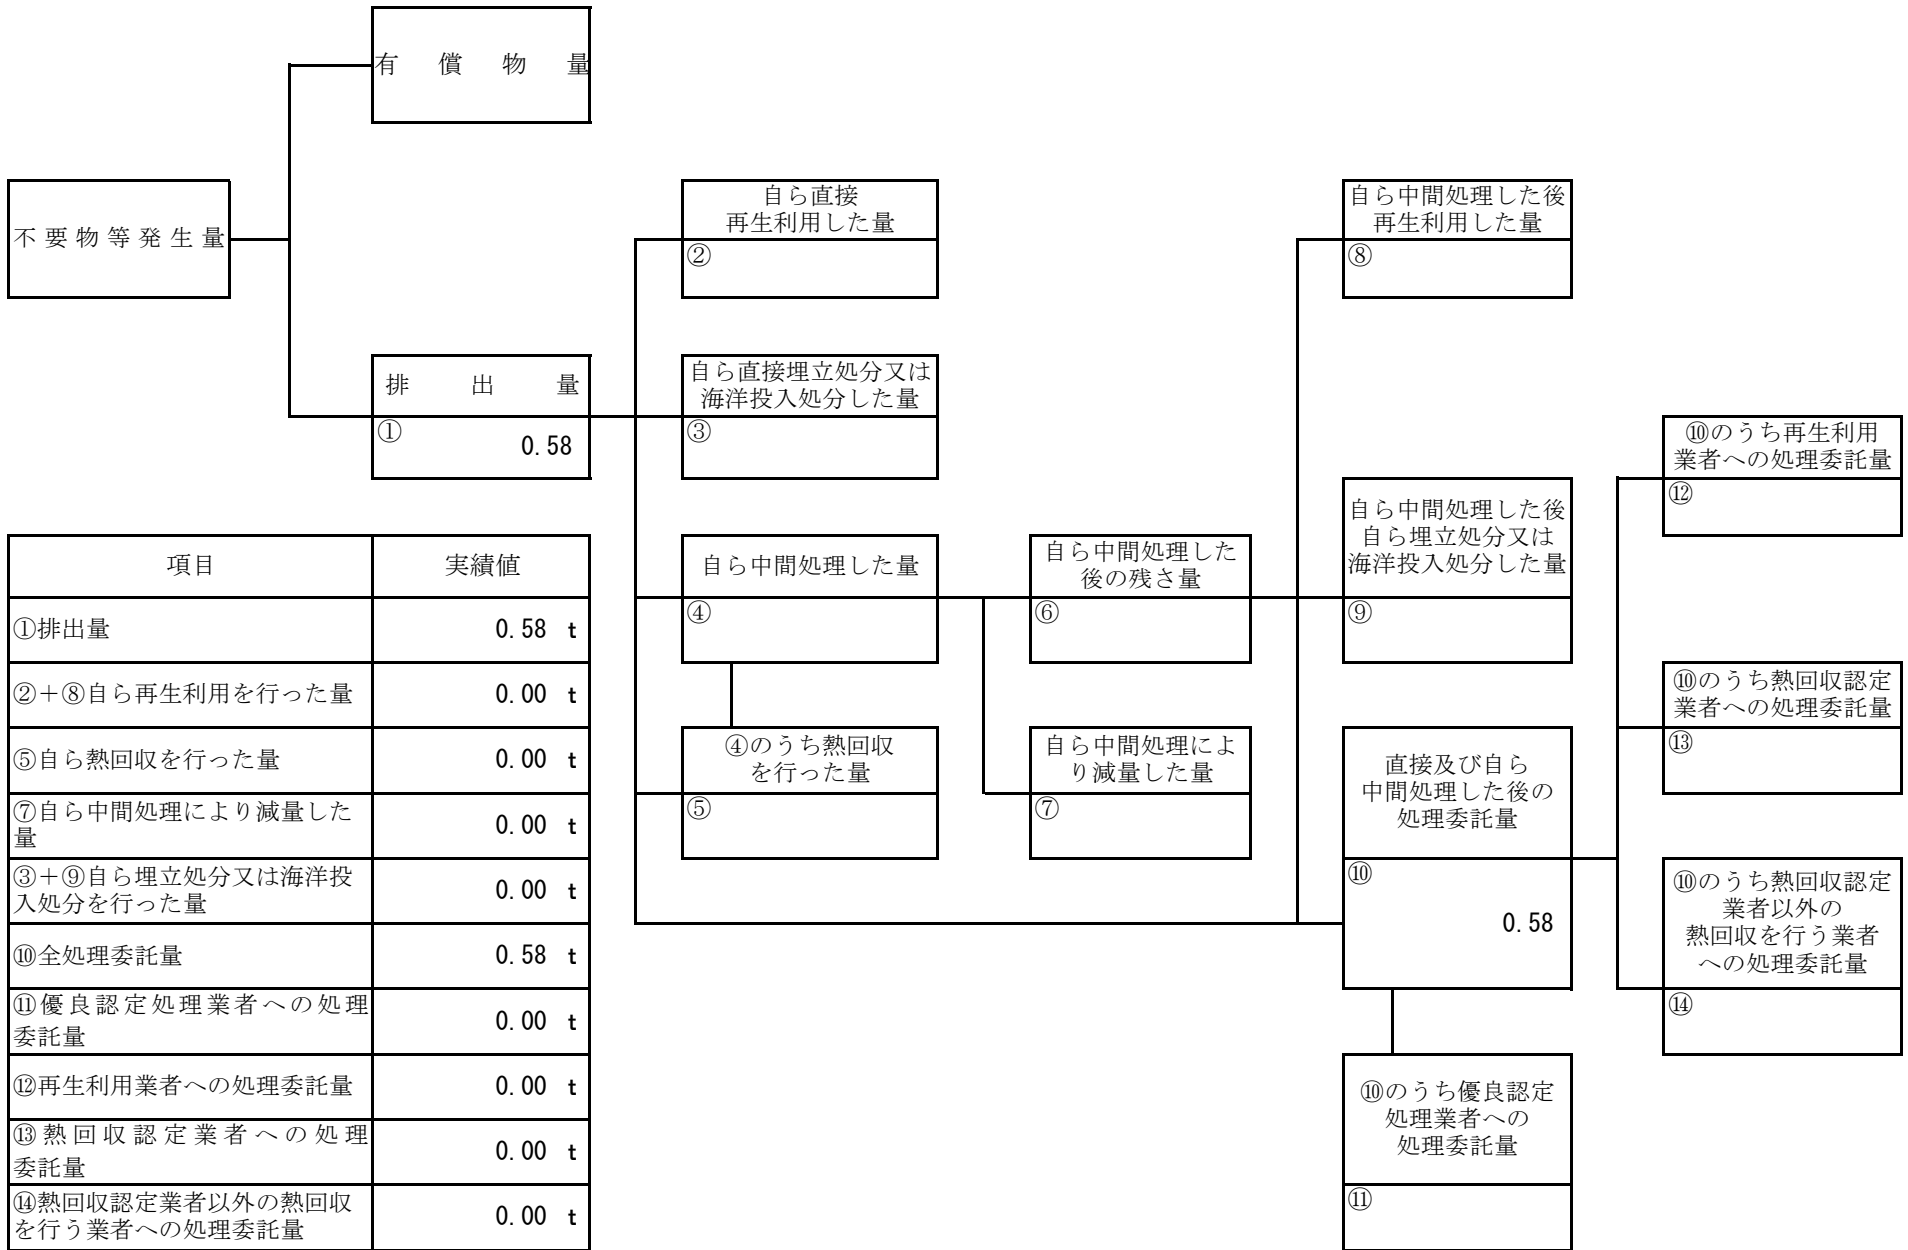 有償物量
不要物等発生量
排出量
①
0.58
自ら直接
再生利用した量
②
自ら直接埋立処分又は
海洋投入処分した量
③
自ら中間処理した量
④
④のうち熱回収
を行った量
⑤
自ら中間処理した
後の残さ量
⑥
自ら中間処理によ
り減量した量
⑦
自ら中間処理した後
再生利用した量
⑧
自ら中間処理した後
自ら埋立処分又は
海洋投入処分した量
⑨
直接及び自ら
中間処理した後の
処理委託量
⑩
0.58
⑩のうち優良認定
処理業者への
処理委託量
⑪
⑩のうち再生利用
業者への処理委託量
⑫
⑩のうち熱回収認定
業者への処理委託量
⑬
⑩のうち熱回収認定
業者以外の
熱回収を行う業者
への処理委託量
⑭
項目 実績値
①排出量 0.58 t
②＋⑧自ら再生利用を行った量 0.00 t
⑤自ら熱回収を行った量 0.00 t
⑦自ら中間処理により減量した
量 0.00 t
③＋⑨自ら埋立処分又は海洋投
入処分を行った量 0.00 t
⑩全処理委託量 0.58 t
⑪優良認定処理業者への処理
委託量 0.00 t
⑫再生利用業者への処理委託量 0.00 t
⑬熱回収認定業者への処理
委託量 0.00 t
⑭熱回収認定業者以外の熱回収
を行う業者への処理委託量 0.00 t